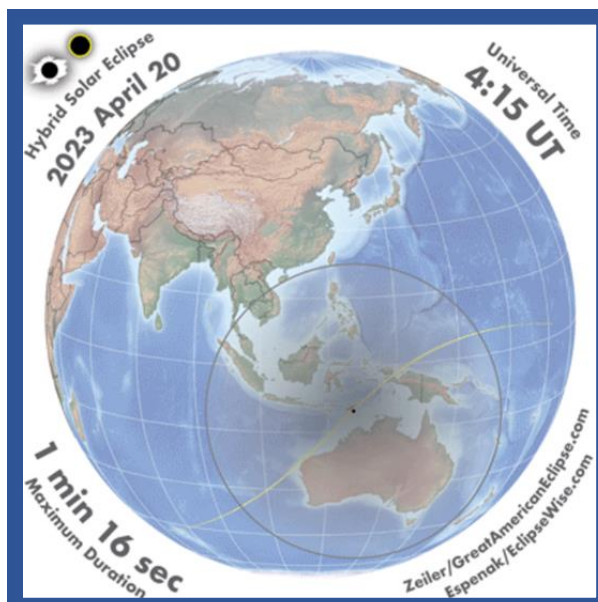 Hybrid Solar Eclipse
2023 April 20
Universal Time
4:15 UT
1 min 16 sec
Maximum Duration
Zeiler/GreatAmericanEclipse.com
Espenak/EclipseWise.com